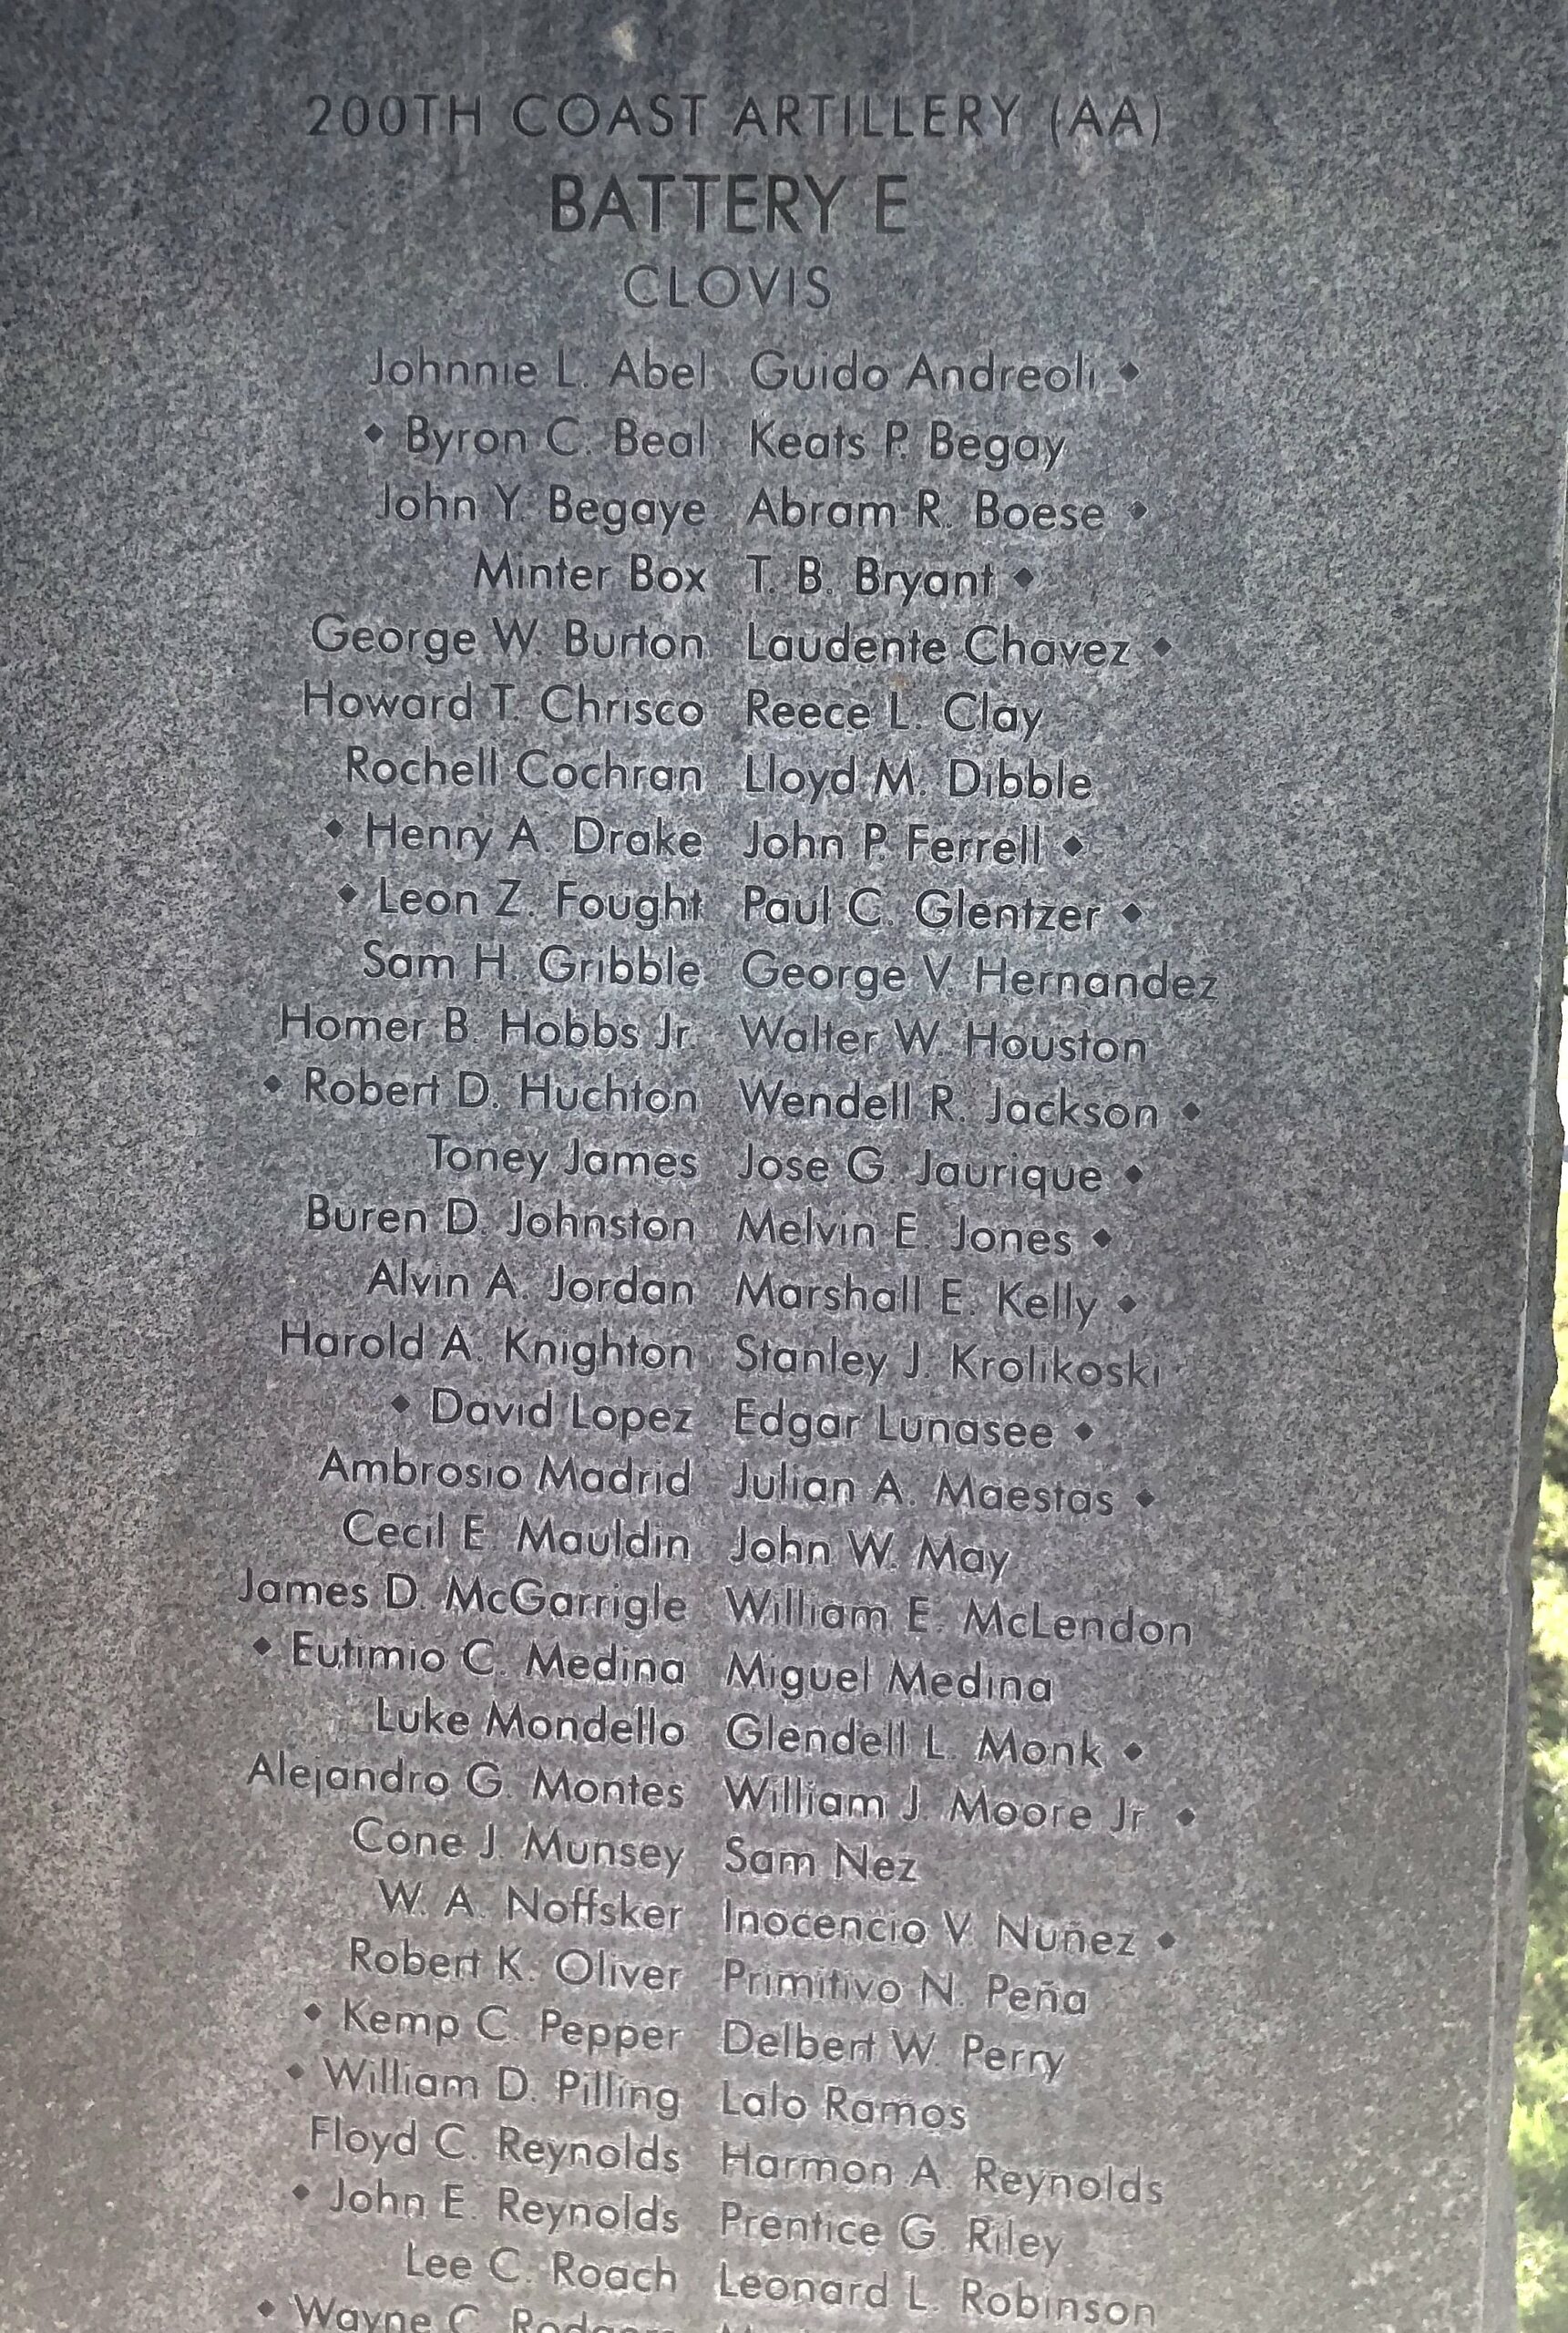 200TH COAST ARTILLERY (AA)
BATTERY E
CLOVIS
Johnnie L. Abel Guido Andreoli ◆
◆ Byron C. Beal Keats P. Begay
John Y. Begaye Abram R. Boese ◆
Minter Box T. B. Bryant ◆
George W. Burton Laudente Chavez ◆
Howard T. Chrisco Reece L. Clay
Rochell Cochran Lloyd M. Dibble
◆ Henry A. Drake John P. Ferrell ◆
◆ Leon Z. Fought Paul C. Glentzer ◆
Sam H. Gribble George V. Hernandez
Homer B. Hobbs Jr. Walter W. Houston
◆ Robert D. Huchton Wendell R. Jackson ◆
Toney James Jose G. Jaurique ◆
Buren D. Johnston Melvin E. Jones ◆
Alvin A. Jordan Marshall E. Kelly ◆
Harold A. Knighton Stanley J. Krolikoski
◆ David Lopez Edgar Lunasee ◆
Ambrosio Madrid Julian A. Maestas ◆
Cecil E. Mauldin John W. May
James D. McGarrigle William E. McLendon
◆ Eutimio C. Medina Miguel Medina
Luke Mondello Glendell L. Monk ◆
Alejandro G. Montes William J. Moore Jr. ◆
Cone J. Munsey Sam Nez
W. A. Noffsker Inocencio V. Nuñez ◆
Robert K. Oliver Primitivo N. Peña
◆ Kemp C. Pepper Delbert W. Perry
◆ William D. Pilling Lalo Ramos
Floyd C. Reynolds Harmon A. Reynolds
◆ John E. Reynolds Prentice G. Riley
Lee C. Roach Leonard L. Robinson
◆ Wayne C.